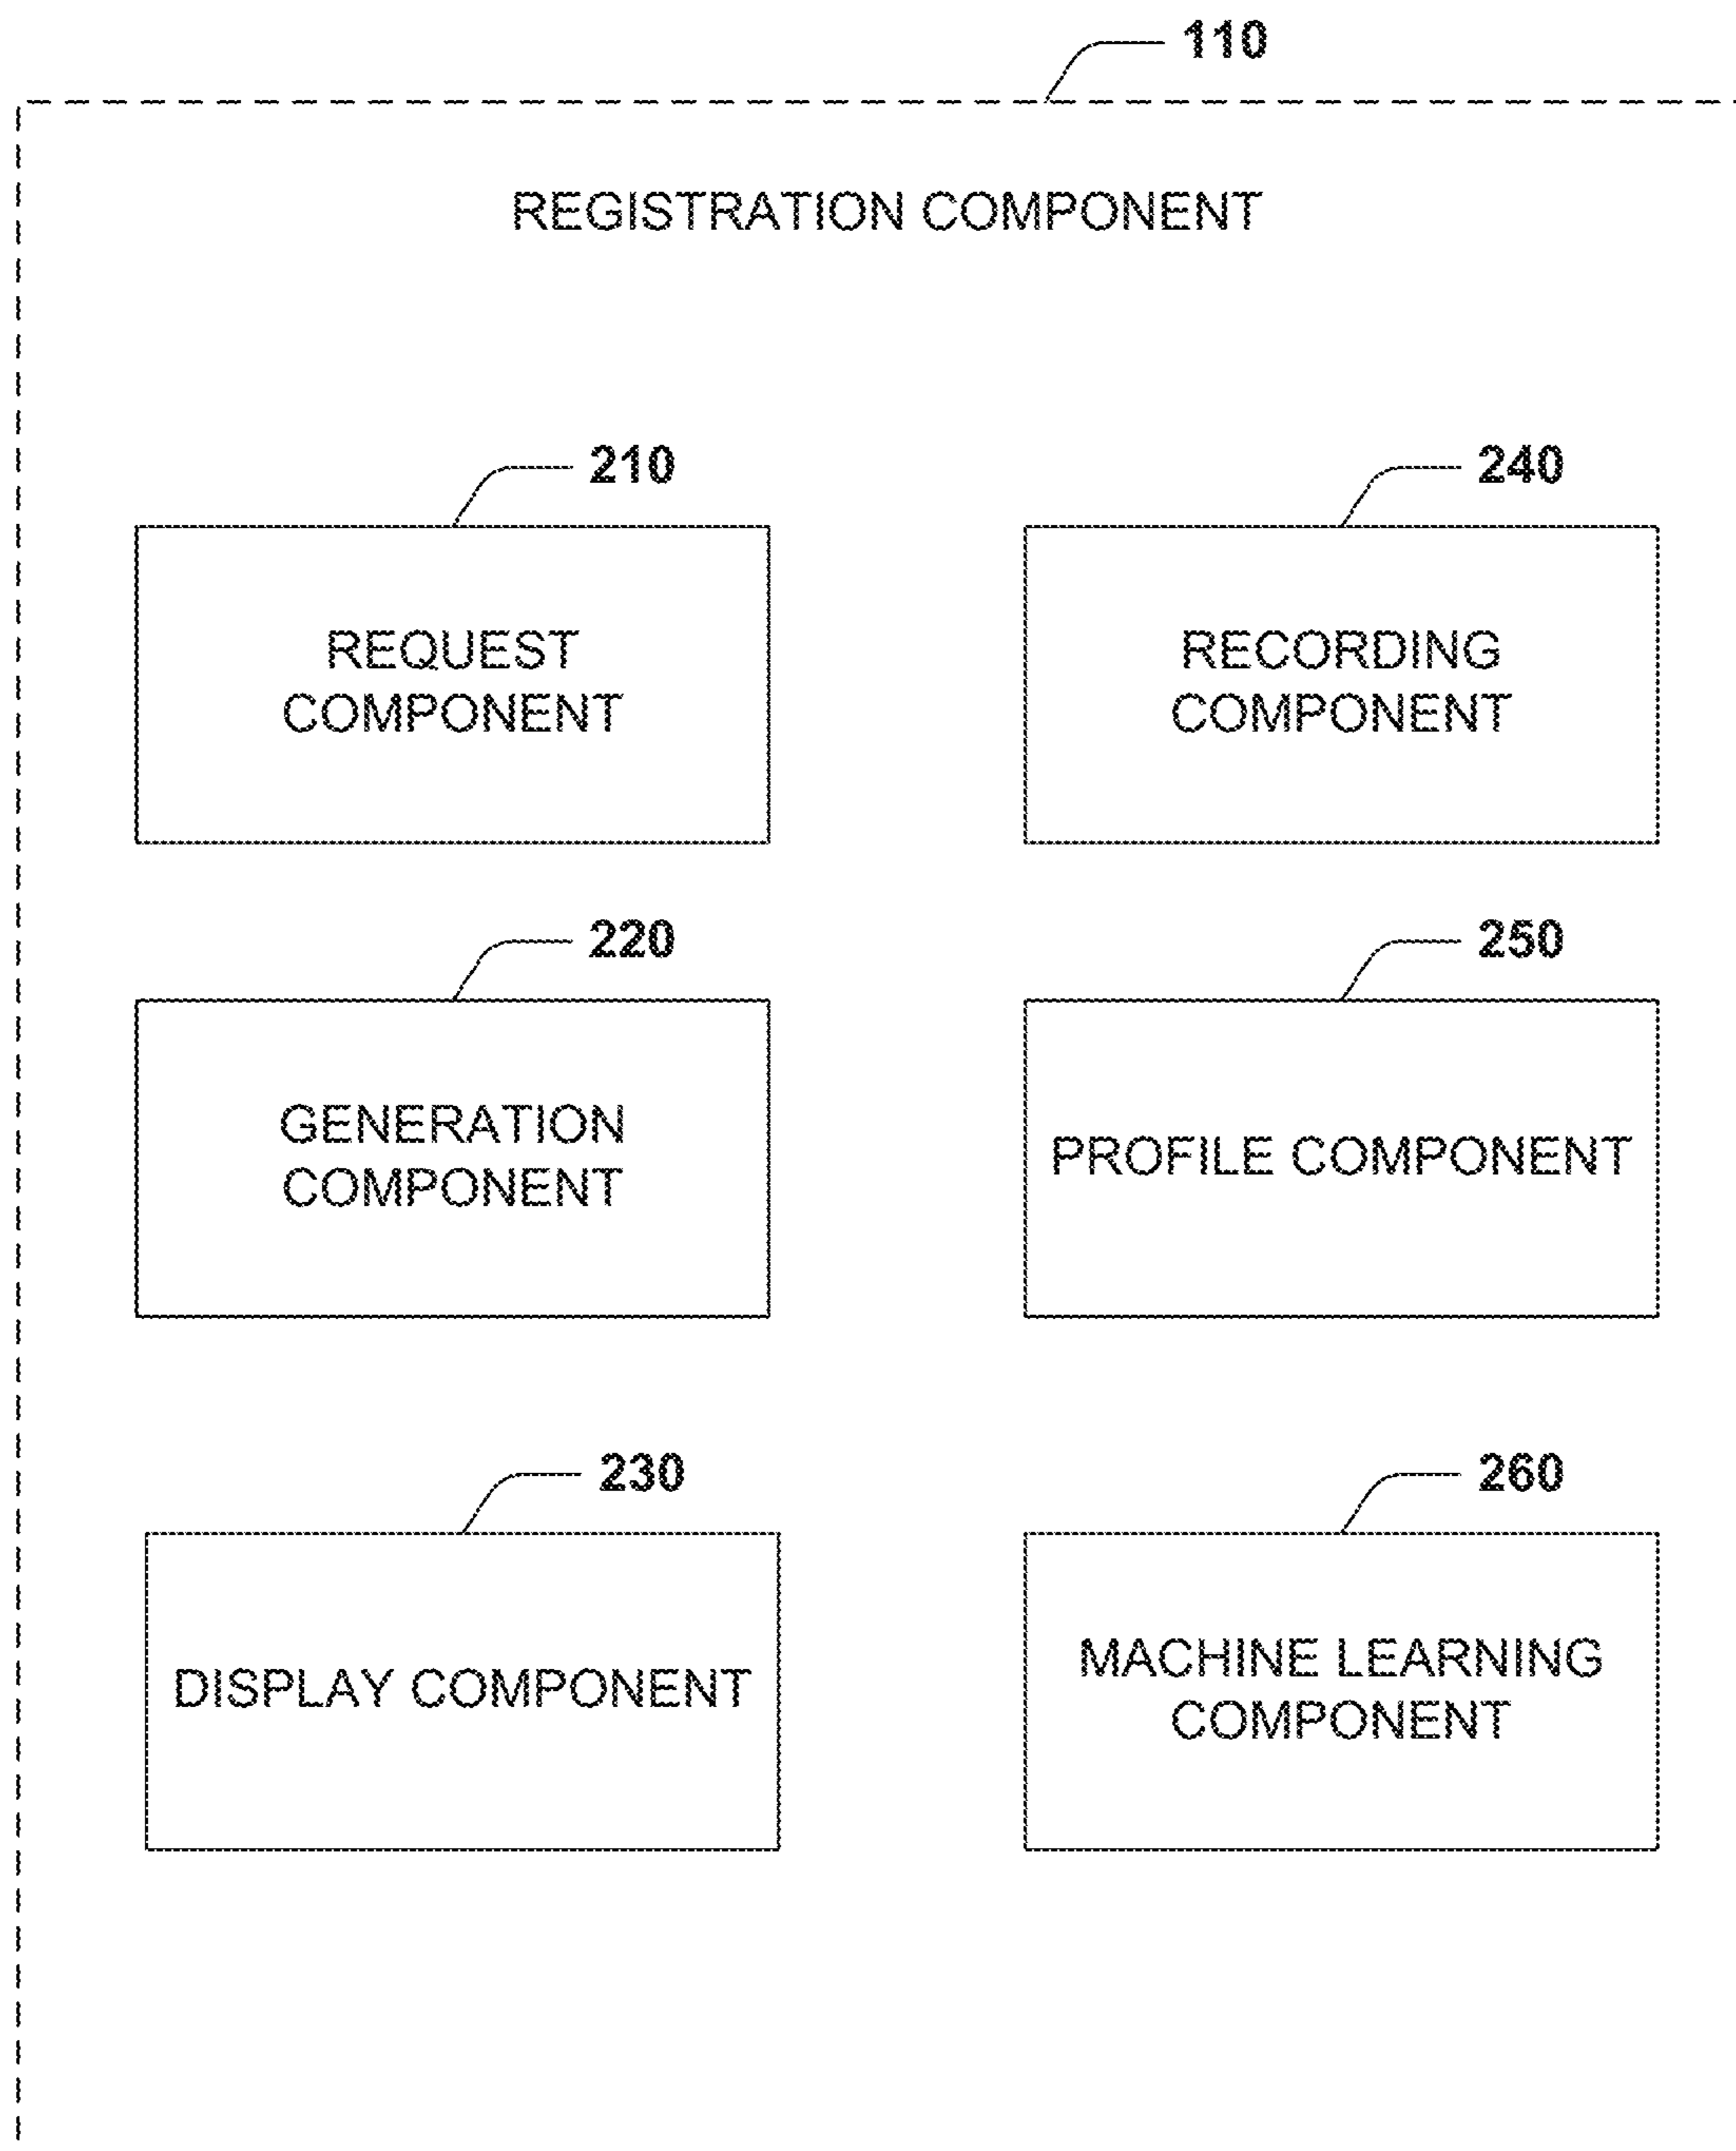 110
REGISTRATION COMPONENT
210
240
REQUEST
COMPONENT
RECORDING
COMPONENT
220
250
GENERATION
COMPONENT
PROFILE COMPONENT
230
260
DISPLAY COMPONENT
MACHINE LEARNING
COMPONENT